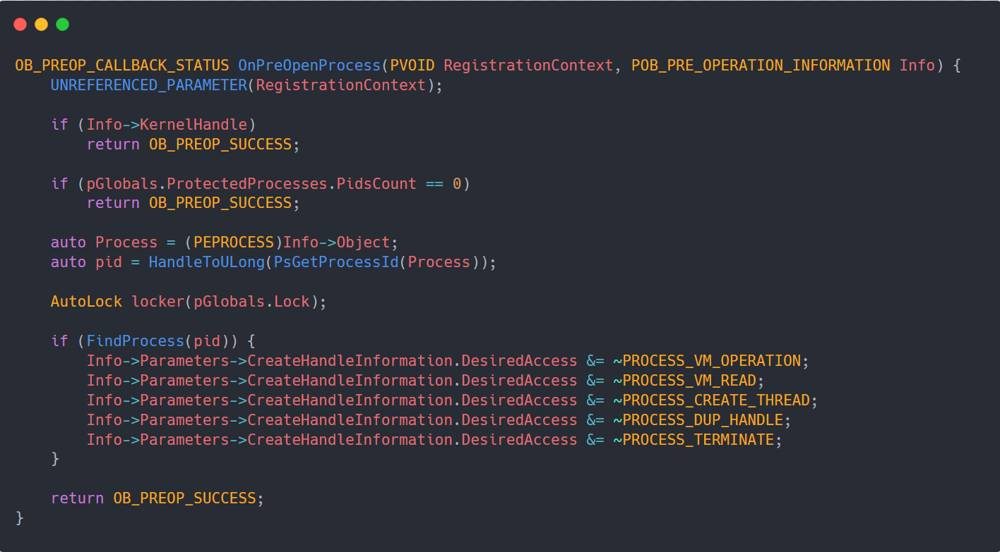 OB_PREOP_CALLBACK_STATUS OnPreOpenProcess(PVOID RegistrationContext, POB_PRE_OPERATION_INFORMATION Info) {
    UNREFERENCED_PARAMETER(RegistrationContext);

    if (Info->KernelHandle)
        return OB_PREOP_SUCCESS;

    if (pGlobals.ProtectedProcesses.PidsCount == 0)
        return OB_PREOP_SUCCESS;

    auto Process = (PEPROCESS)Info->Object;
    auto pid = HandleToULong(PsGetProcessId(Process));

    AutoLock locker(pGlobals.Lock);

    if (FindProcess(pid)) {
        Info->Parameters->CreateHandleInformation.DesiredAccess &= ~PROCESS_VM_OPERATION;
        Info->Parameters->CreateHandleInformation.DesiredAccess &= ~PROCESS_VM_READ;
        Info->Parameters->CreateHandleInformation.DesiredAccess &= ~PROCESS_CREATE_THREAD;
        Info->Parameters->CreateHandleInformation.DesiredAccess &= ~PROCESS_DUP_HANDLE;
        Info->Parameters->CreateHandleInformation.DesiredAccess &= ~PROCESS_TERMINATE;
    }

    return OB_PREOP_SUCCESS;
}